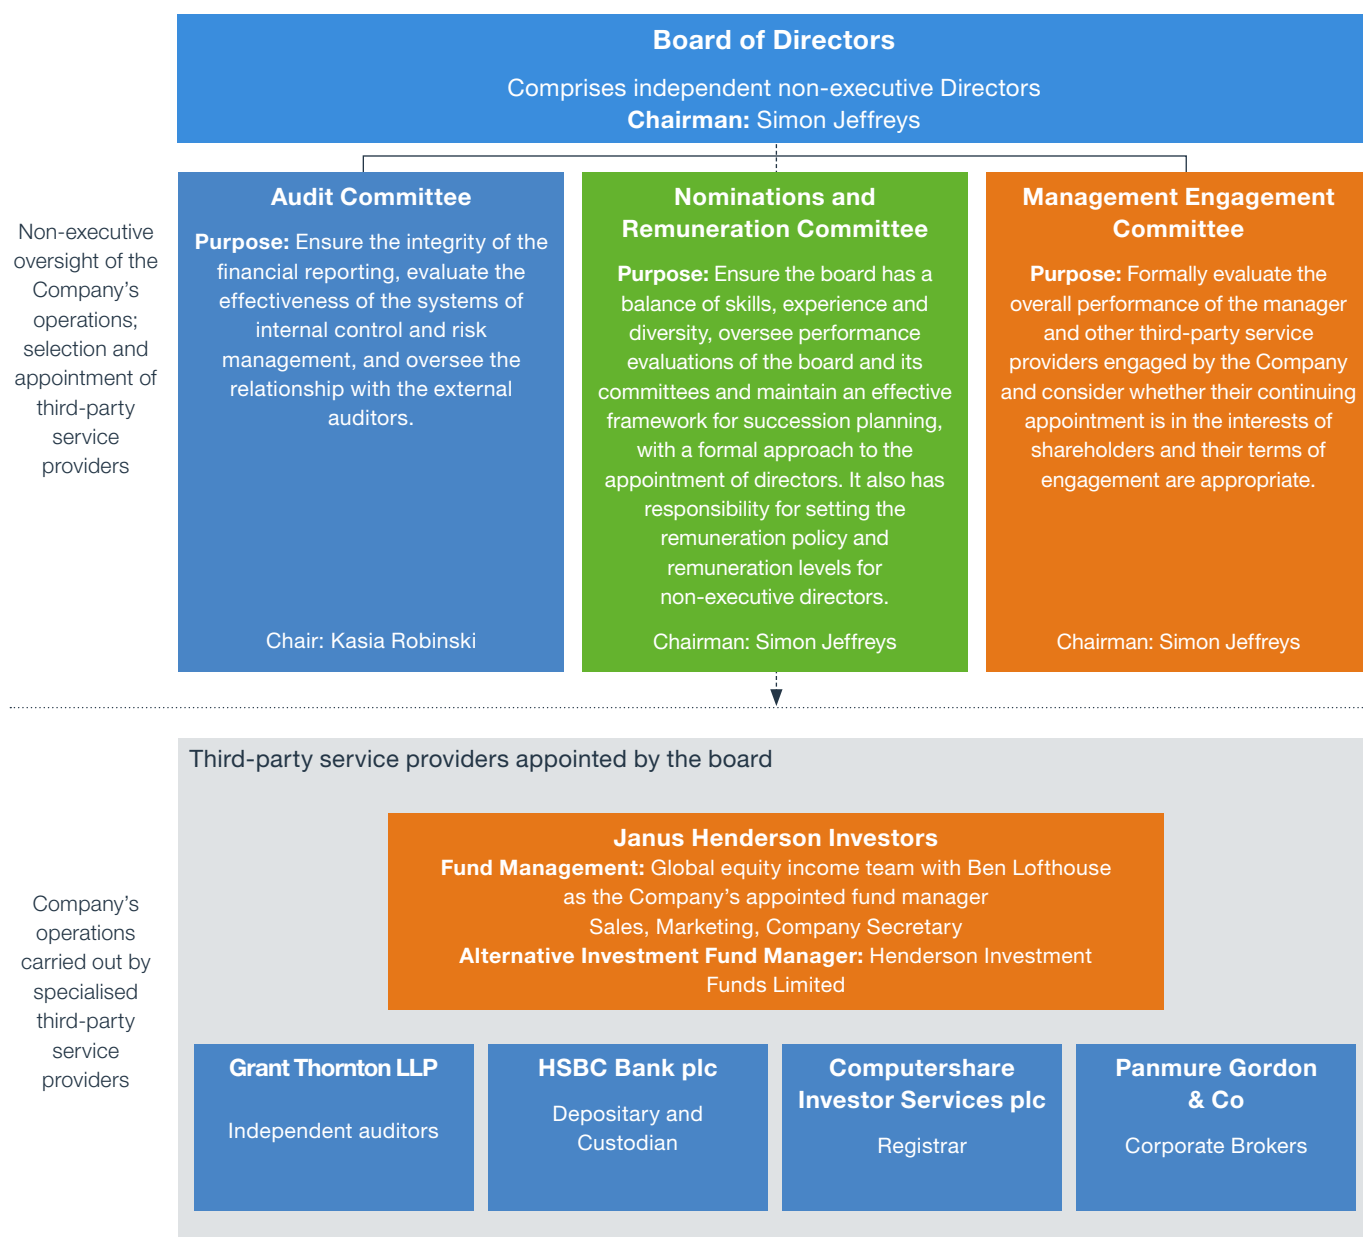 Board of Directors
Comprises independent non-executive Directors
Chairman: Simon Jeffreys
Non-executive
oversight of the
Company’s
operations;
selection and
appointment of
third-party
service
providers
Audit Committee
Purpose: Ensure the integrity of the
financial reporting, evaluate the
effectiveness of the systems of
internal control and risk
management, and oversee the
relationship with the external
auditors.
Chair: Kasia Robinski
Nominations and
Remuneration Committee
Purpose: Ensure the board has a
balance of skills, experience and
diversity, oversee performance
evaluations of the board and its
committees and maintain an effective
framework for succession planning,
with a formal approach to the
appointment of directors. It also has
responsibility for setting the
remuneration policy and
remuneration levels for
non-executive directors.
Chairman: Simon Jeffreys
Management Engagement
Committee
Purpose: Formally evaluate the
overall performance of the manager
and other third-party service
providers engaged by the Company
and consider whether their continuing
appointment is in the interests of
shareholders and their terms of
engagement are appropriate.
Chairman: Simon Jeffreys
Company’s
operations
carried out by
specialised
third-party
service
providers
Third-party service providers appointed by the board
Janus Henderson Investors
Fund Management: Global equity income team with Ben Lofthouse
as the Company’s appointed fund manager
Sales, Marketing, Company Secretary
Alternative Investment Fund Manager: Henderson Investment
Funds Limited
Grant Thornton LLP
Independent auditors
HSBC Bank plc
Depositary and
Custodian
Computershare
Investor Services plc
Registrar
Panmure Gordon
& Co
Corporate Brokers